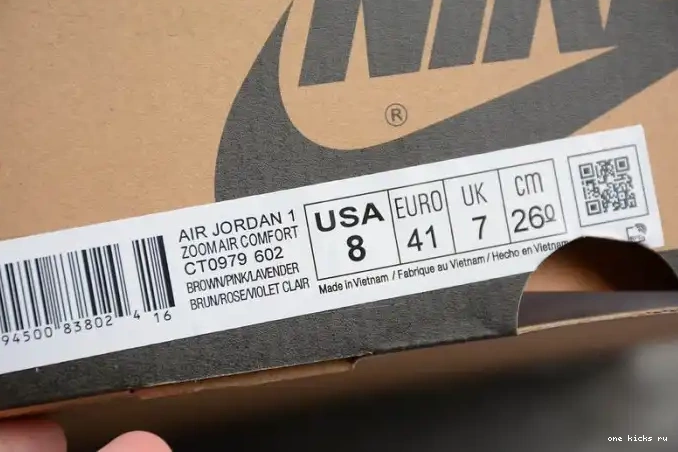 NIK
®
AIR JORDAN 1
ZOOM AIR COMFORT
CT0979 602
BROWN/PINK/LAVENDER
BRUN/ROSE/VIOLET CLAIR
USA
8
EURO
41
UK
7
cm
26º
Made in Vietnam / Fabrique au Vietnam / Hecho en Vietnam
94500 83802 4 16
one kicks ru